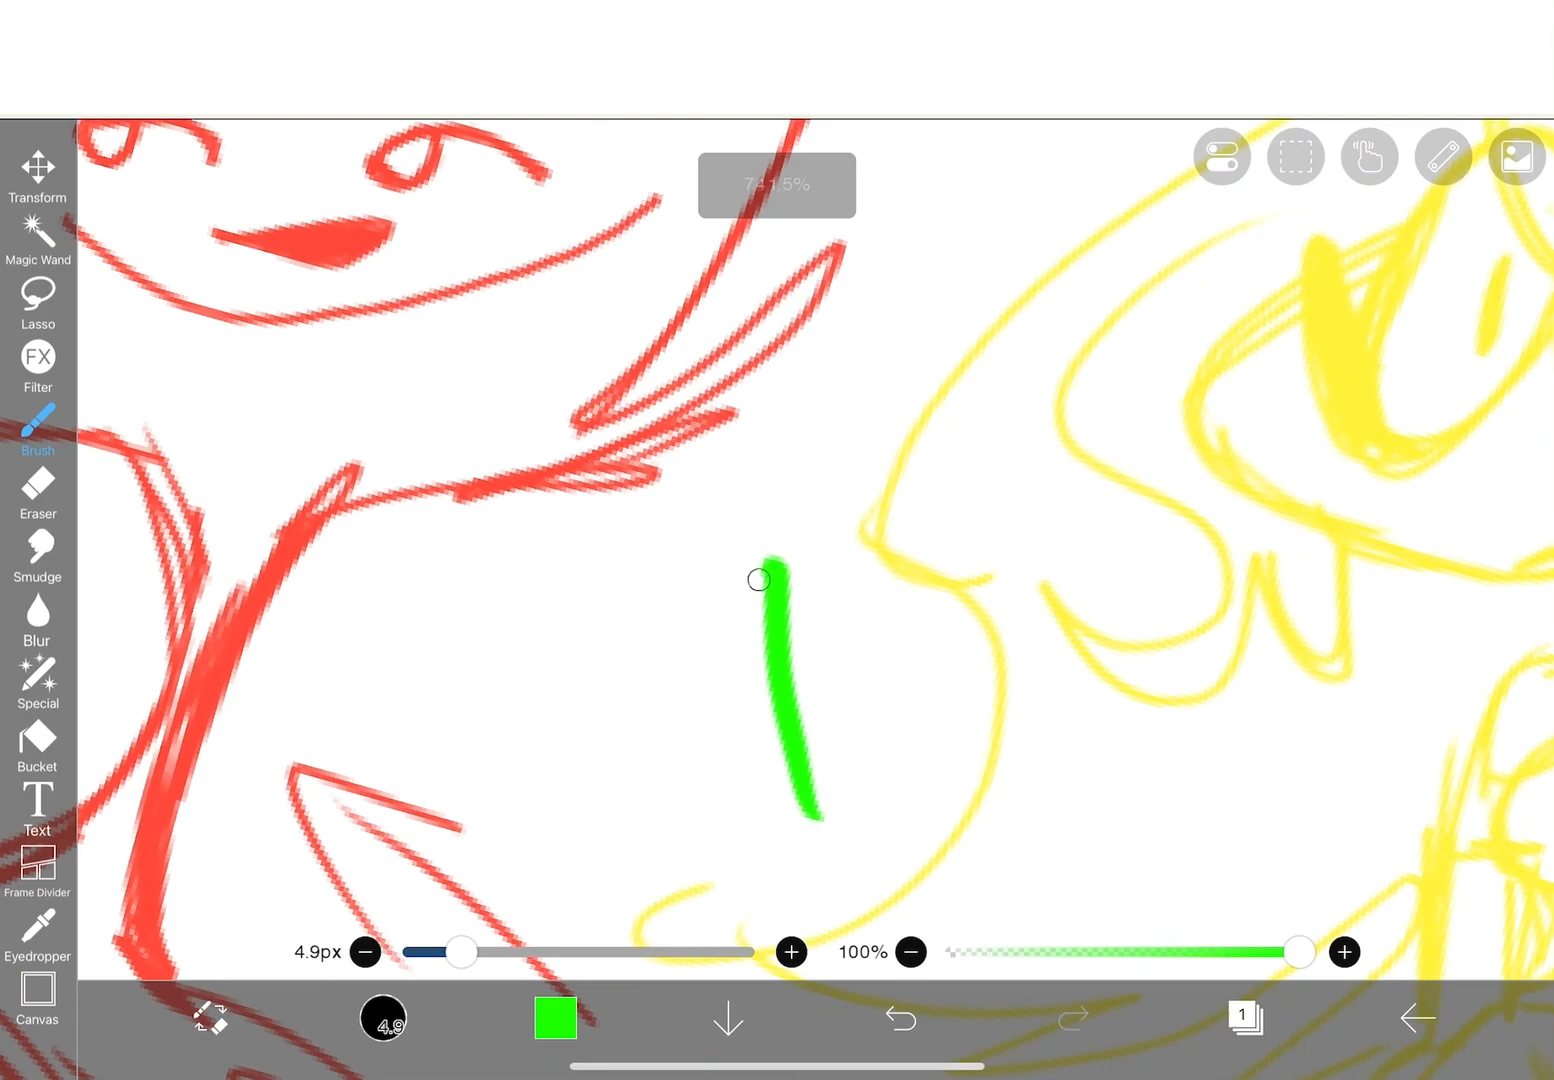 741.5%
Transform
Magic Wand
Lasso
FX
Filter
Brush
Eraser
Smudge
Blur
Special
Bucket
T
Text
Frame Divider
Eyedropper
Canvas
4.9px
100%
4.9
1